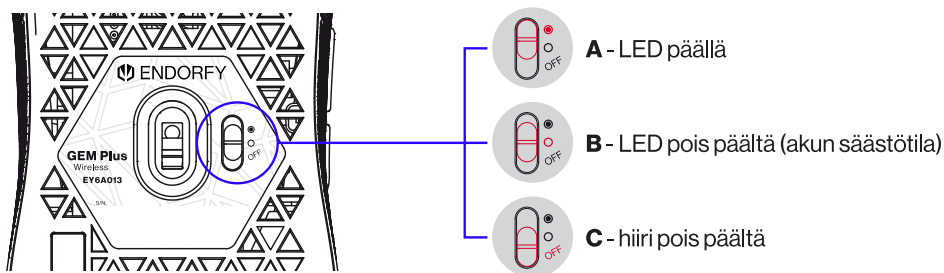 ENDORFY
OFF
GEM Plus
Wireless
EY6A013
S/N:
OFF
A - LED päällä
OFF
B - LED pois päältä (akun säästötila)
OFF
C - hiiri pois päältä